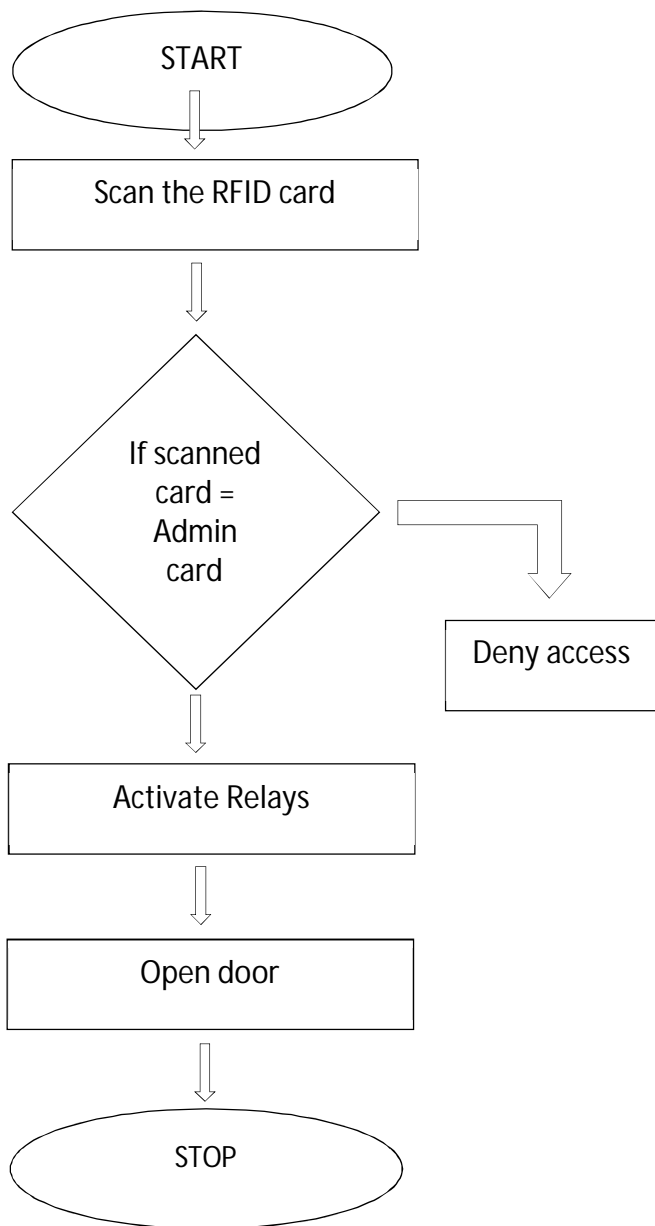 START
Scan the RFID card
If scanned
card =
Admin
card
Deny access
Activate Relays
Open door
STOP